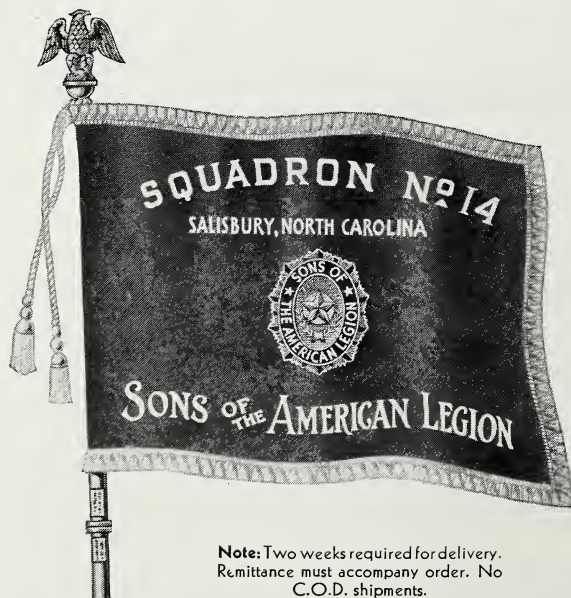 SQUADRON Nº 14
SALISBURY, NORTH CAROLINA
SONS OF
THE AMERICAN LEGION
SONS OF THE AMERICAN LEGION
Note: Two weeks required for delivery.
Remittance must accompany order. No
C.O.D. shipments.